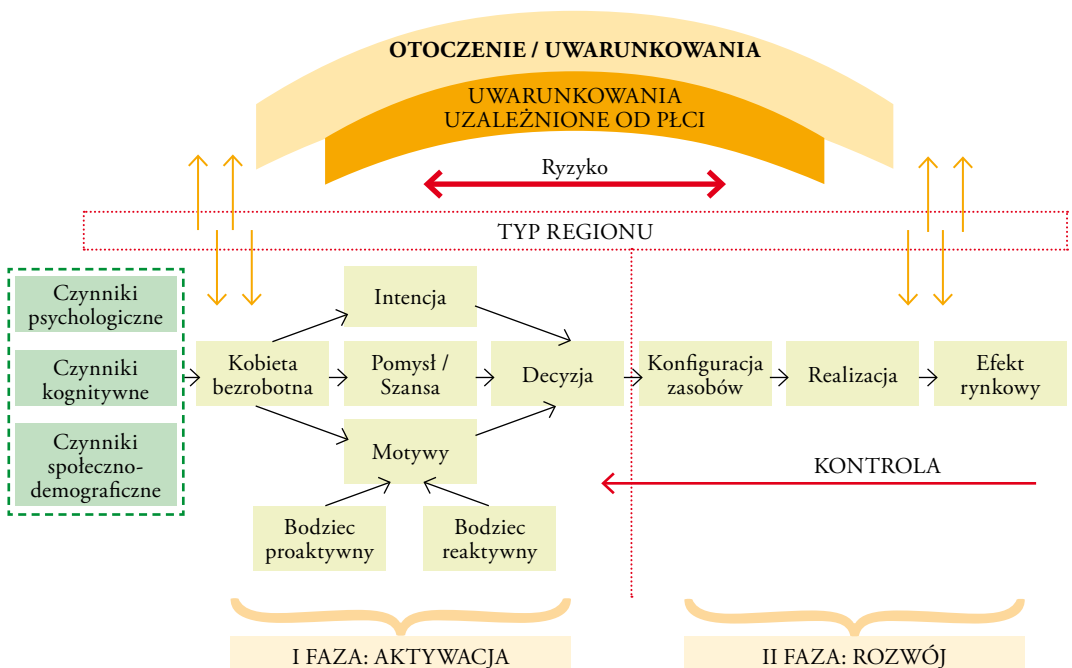 OTOCZENIE / UWARUNKOWANIA
UWARUNKOWANIA
UZALEŻNIONE OD PŁCI
Ryzyko
TYP REGIONU
Czynniki
psychologiczne
Czynniki
kognitywne
Czynniki
społeczno-
demograficzne
Kobieta
bezrobotna
Intencja
Pomysł /
Szansa
Motywy
Bodziec
proaktywny
Bodziec
reaktywny
Decyzja
Konfiguracja
zasobów
Realizacja
Efekt
rynkowy
KONTROLA
I FAZA: AKTYWACJA
II FAZA: ROZWÓJ